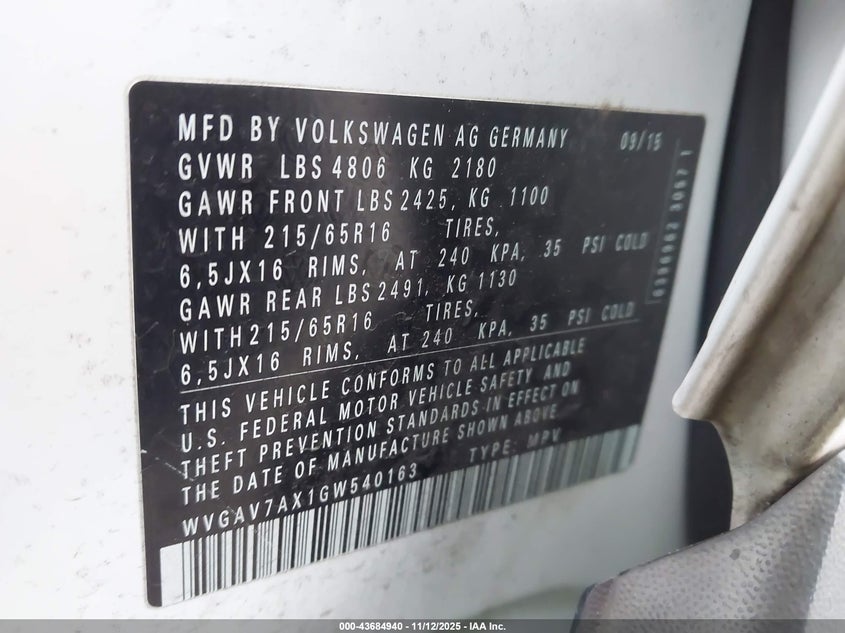 MFD BY VOLKSWAGEN AG GERMANY 09/15
GVWR LBS 4806 KG 2180
GAWR FRONT LBS 2425, KG 1100
WITH 215/65R16 TIRES,
6,5JX16 RIMS, AT 240 KPA, 35 PSI COLD
GAWR REAR LBS 2491, KG 1130
WITH 215/65R16 TIRES,
6,5JX16 RIMS, AT 240 KPA, 35 PSI COLD
THIS VEHICLE CONFORMS TO ALL APPLICABLE
U.S. FEDERAL MOTOR VEHICLE SAFETY AND
THEFT PREVENTION STANDARDS IN EFFECT ON
THE DATE OF MANUFACTURE SHOWN ABOVE.
WVGAV7AX1GW540163 TYPE: MPV
000-43684940 - 11/12/2025 - IAA Inc.